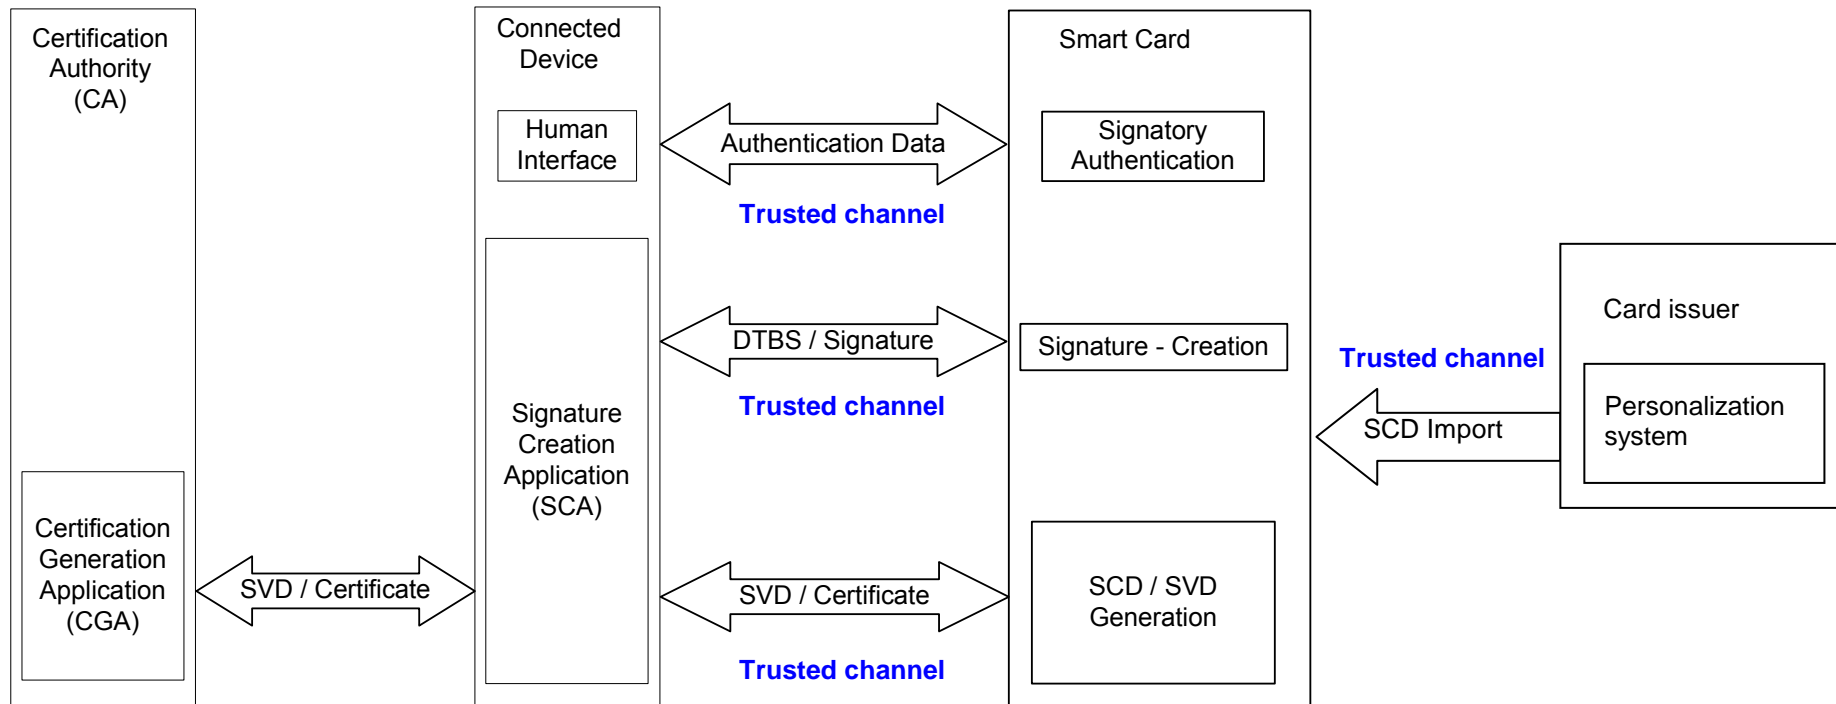 Certification
Authority
(CA)
Connected
Device
Smart Card
Human
Interface
Authentication Data
Signatory
Authentication
Trusted channel
Card issuer
DTBS / Signature
Signature - Creation
Trusted channel
Trusted channel
Personalization
system
SCD Import
Signature
Creation
Application
(SCA)
Certification
Generation
Application
(CGA)
SVD / Certificate
SVD / Certificate
SCD / SVD
Generation
Trusted channel